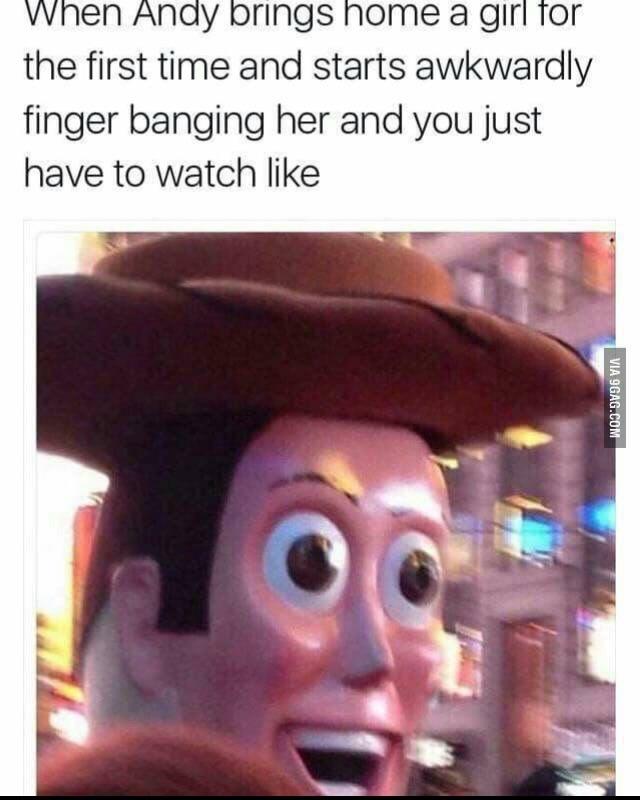 When Andy brings home a girl for
the first time and starts awkwardly
finger banging her and you just
have to watch like
VIA 9GAG.COM